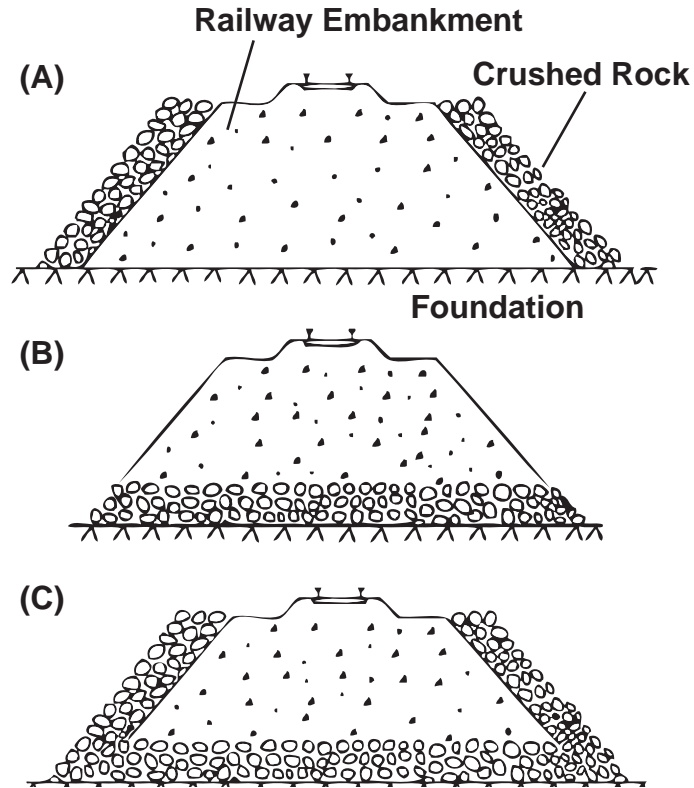 Railway Embankment
(A)
Crushed Rock
Foundation
(B)
(C)